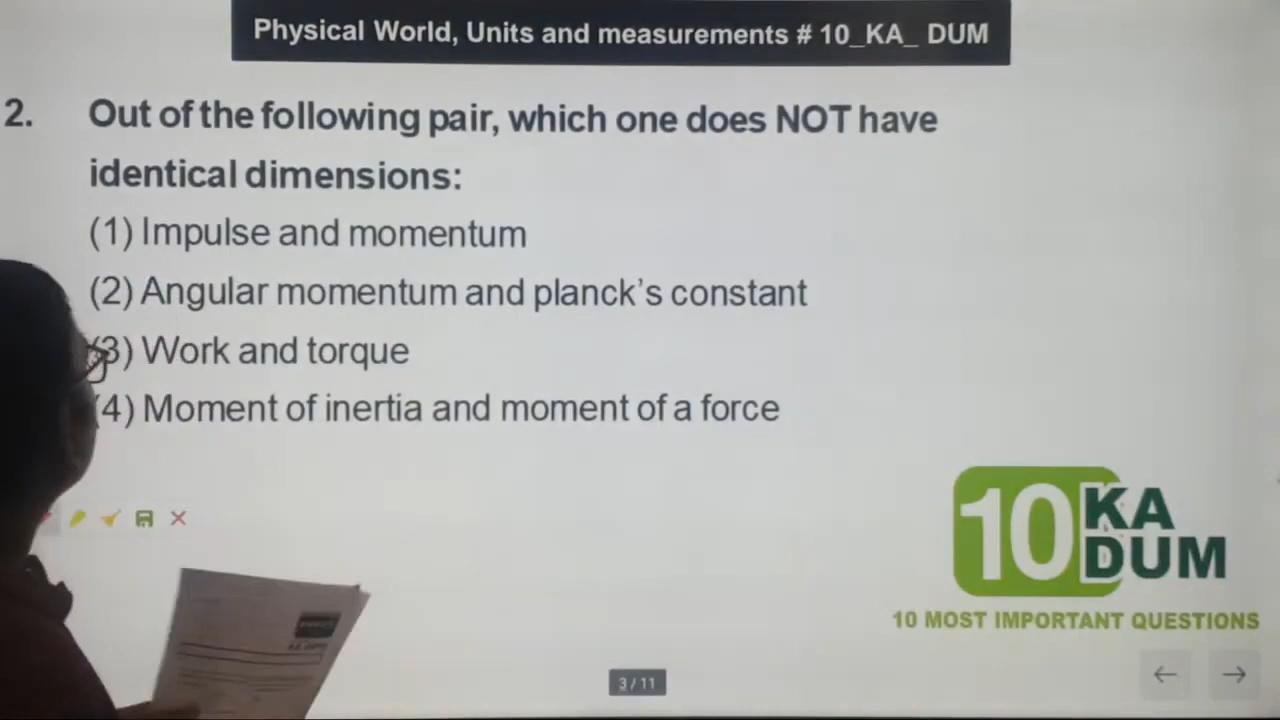 Physical World, Units and measurements # 10_KA_ DUM
2. Out of the following pair, which one does NOT have
identical dimensions:
(1) Impulse and momentum
(2) Angular momentum and planck's constant
(3) Work and torque
(4) Moment of inertia and moment of a force
10 KA
DUM
10 MOST IMPORTANT QUESTIONS
3 / 11